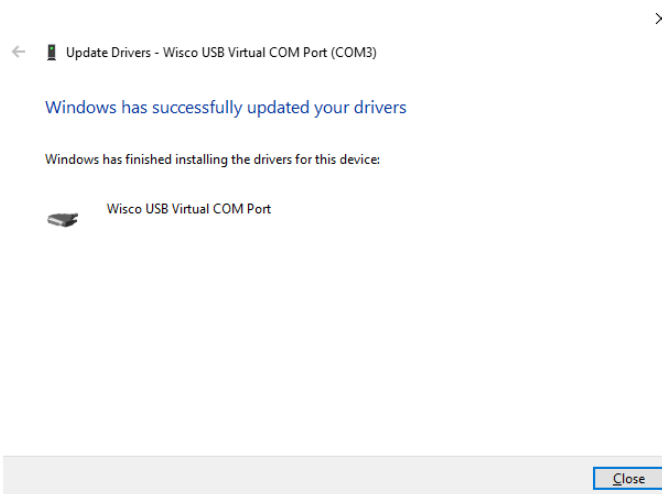 Update Drivers - Wisco USB Virtual COM Port (COM3)
Windows has successfully updated your drivers
Windows has finished installing the drivers for this device:
Wisco USB Virtual COM Port
Close